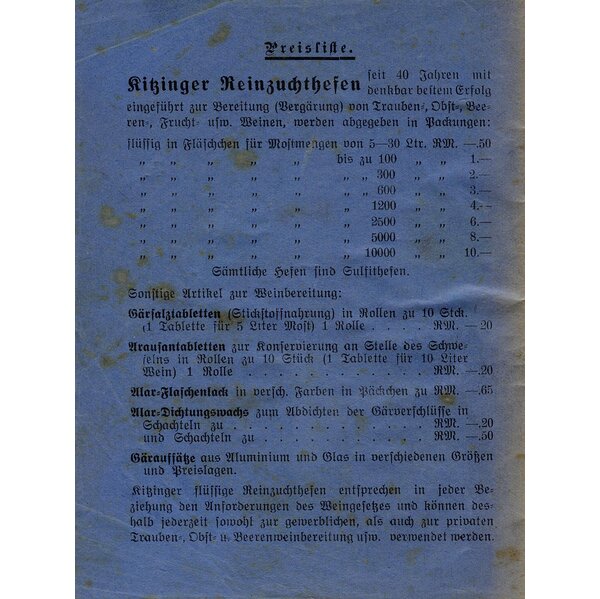 Preisliste.
Kitzinger Reinzuchthefen seit 40 Jahren mit
denkbar bestem Erfolg
eingeführt zur Bereitung (Vergärung) von Trauben-, Obst-, Bee-
ren-, Frucht- usw. Weinen, werden abgegeben in Packungen:
flüssig in Fläschchen für Mostmengen von 5—30 Ltr. RM. —.50
„ „ „ „ „ bis zu 100 „ „ 1.—
„ „ „ „ „ „ „ 300 „ „ 2.—
„ „ „ „ „ „ „ 600 „ „ 3.—
„ „ „ „ „ „ 1200 „ „ 4.—
„ „ „ „ „ „ 2500 „ „ 6.—
„ „ „ „ „ „ 5000 „ „ 8.—
„ „ „ „ „ „ 10000 „ „ 10.—
Sämtliche Hefen sind Sulfithefen.
Sonstige Artikel zur Weinbereitung:
Gärsalztabletten (Stickstoffnahrung) in Rollen zu 10 Stck.
(1 Tablette für 5 Liter Most) 1 Rolle . . . . RM. —20
Arausantabletten zur Konservierung an Stelle des Schwe-
felns in Rollen zu 10 Stück (1 Tablette für 10 Liter
Wein) 1 Rolle . . . . . . . . . . RM. —.20
Alar-Flaschenlack in versch. Farben in Päckchen zu RM. —.65
Alar-Dichtungswachs zum Abdichten der Gärverschlüsse in
Schachteln zu . . . . . . . . . . RM. —.20
und Schachteln zu . . . . . . . . . RM. —.50
Gäraufsätze aus Aluminium und Glas in verschiedenen Größen
und Preislagen.
Kitzinger flüssige Reinzuchthefen entsprechen in jeder Be-
ziehung den Anforderungen des Weingesetzes und können des-
halb jederzeit sowohl zur gewerblichen, als auch zur privaten
Trauben-, Obst- u. Beerenweinbereitung usw. verwendet werden.